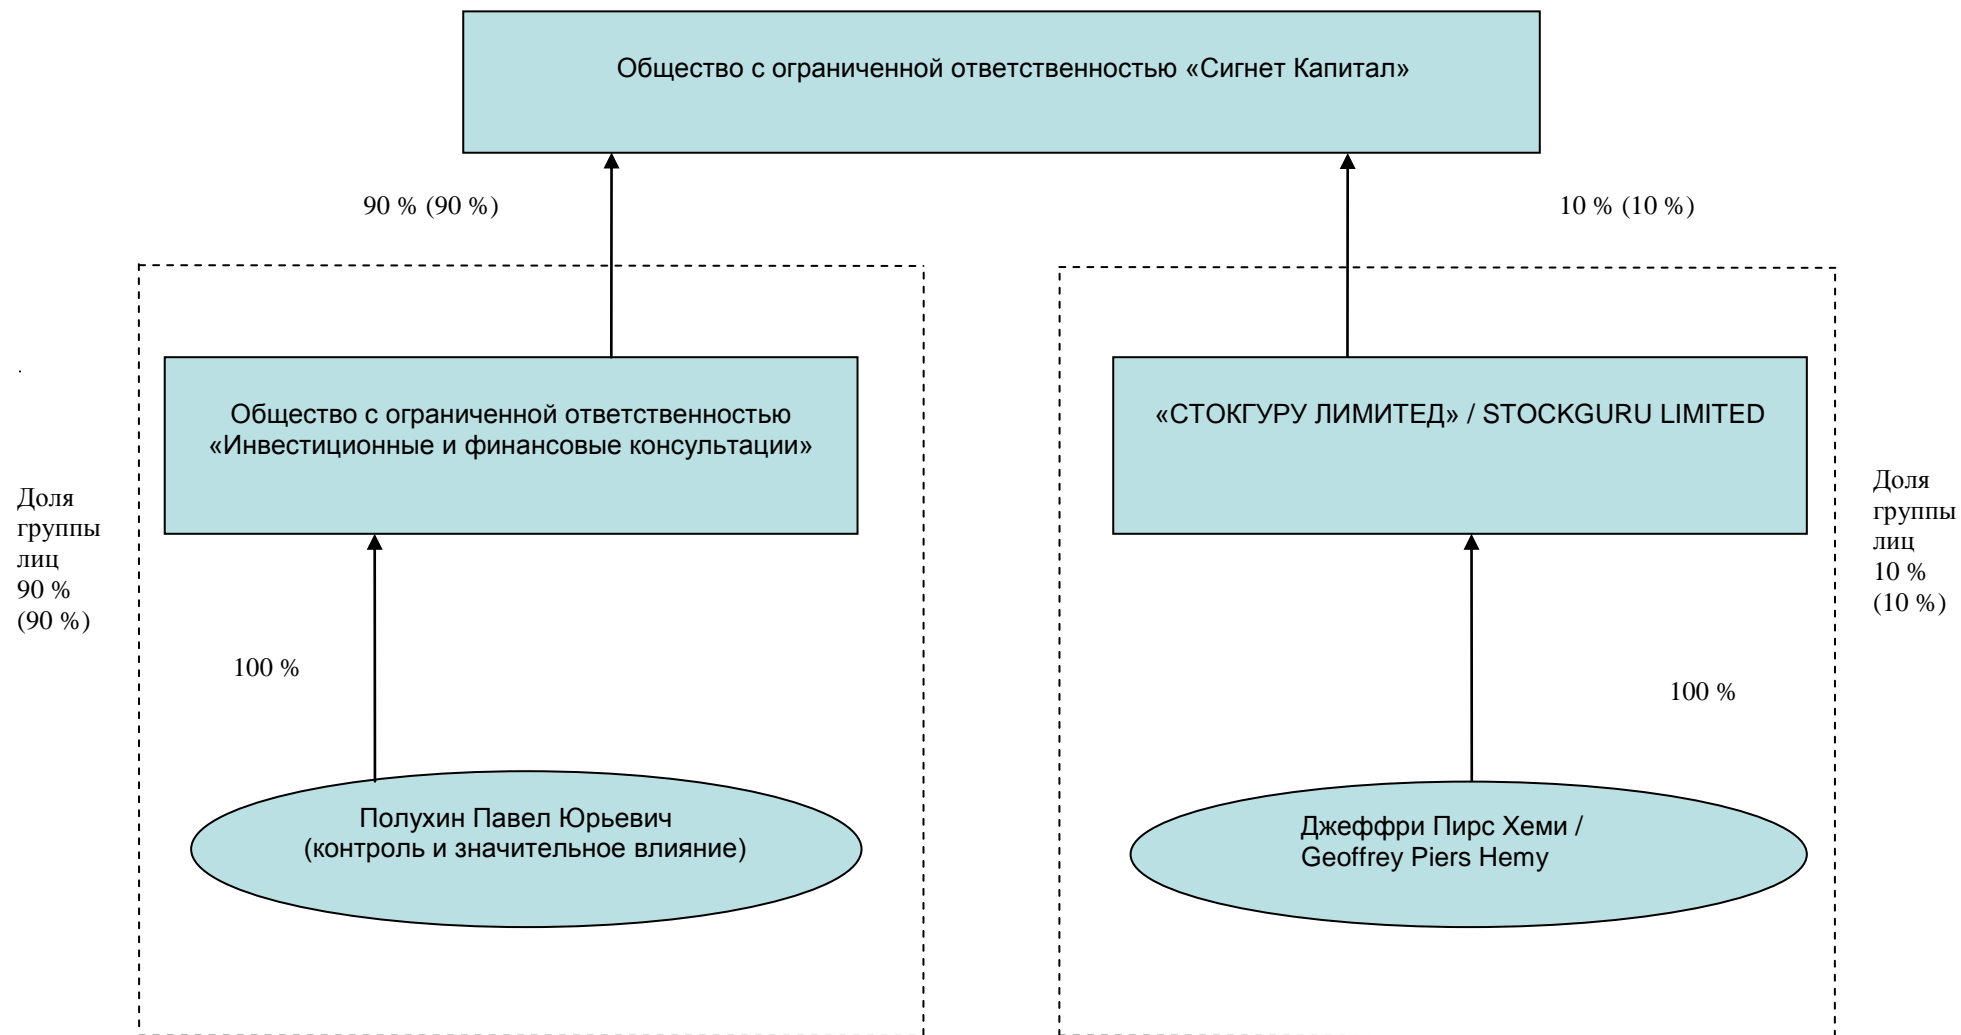 Общество с ограниченной ответственностью «Сигнет Капитал»
90 % (90 %)
10 % (10 %)
Общество с ограниченной ответственностью
«Инвестиционные и финансовые консультации»
«СТОКГУРУ ЛИМИТЕД» / STOCKGURU LIMITED
Доля
группы
лиц
90 %
(90 %)
Доля
группы
лиц
10 %
(10 %)
100 %
100 %
Полухин Павел Юрьевич
(контроль и значительное влияние)
Джеффри Пирс Хеми /
Geoffrey Piers Hemy